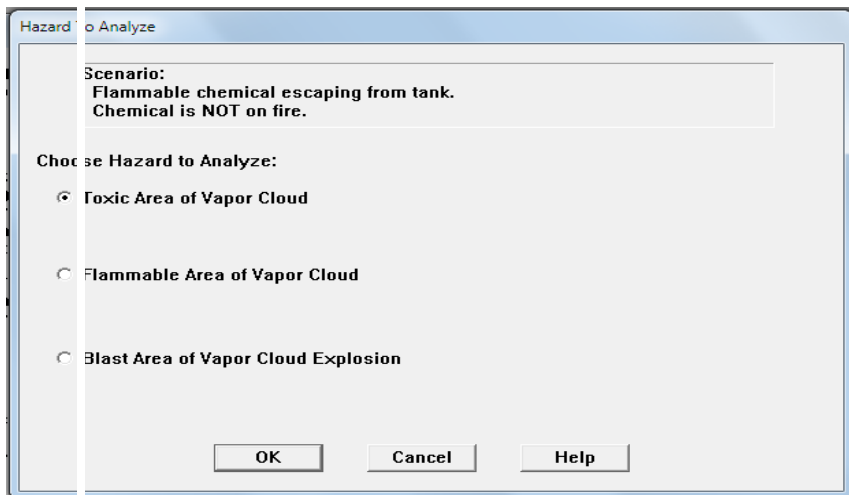 Hazard To Analyze
Scenario:
Flammable chemical escaping from tank.
Chemical is NOT on fire.
Choose Hazard to Analyze:
Toxic Area of Vapor Cloud
Flammable Area of Vapor Cloud
Blast Area of Vapor Cloud Explosion
OK Cancel Help